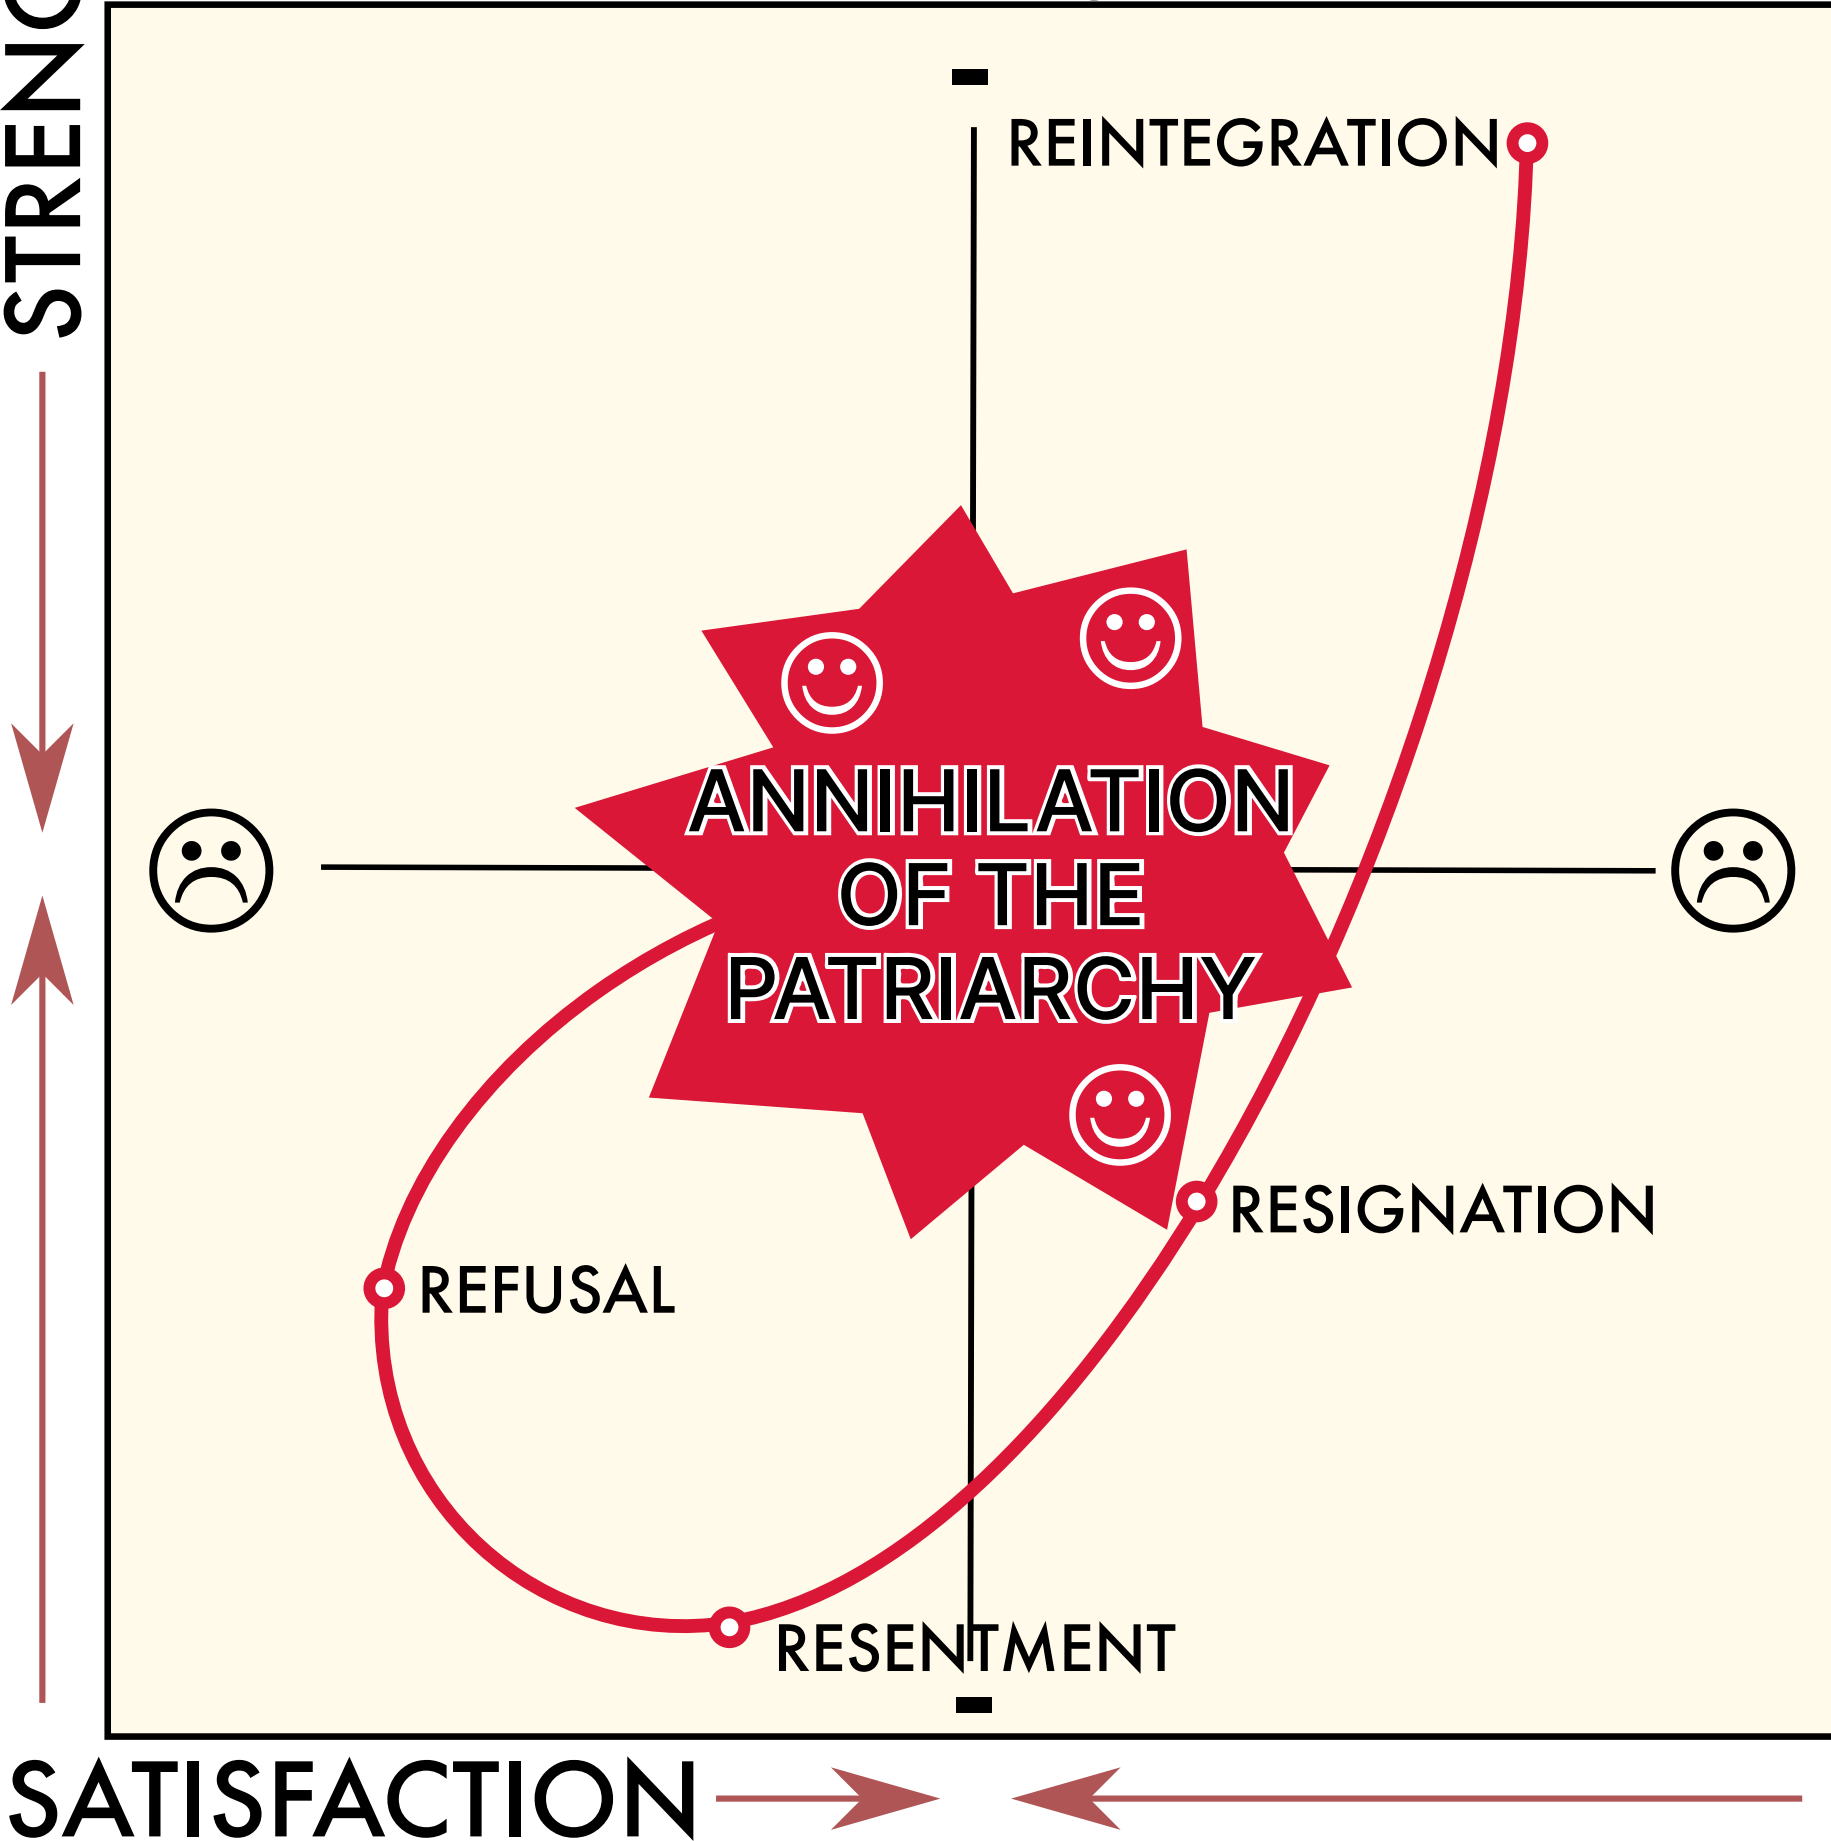 REINTEGRATION
ANNIHILATION
OF THE
PATRIARCHY
RESIGNATION
REFUSAL
RESENTMENT
SATISFACTION